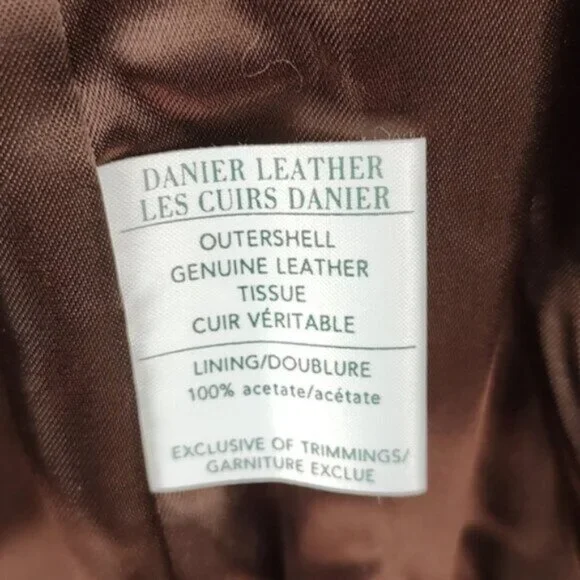 DANIER LEATHER
LES CUIRS DANIER
OUTERSHELL
GENUINE LEATHER
TISSUE
CUIR VÉRITABLE
LINING/DOUBLURE
100% acetate/acétate
EXCLUSIVE OF TRIMMINGS/
GARNITURE EXCLUE